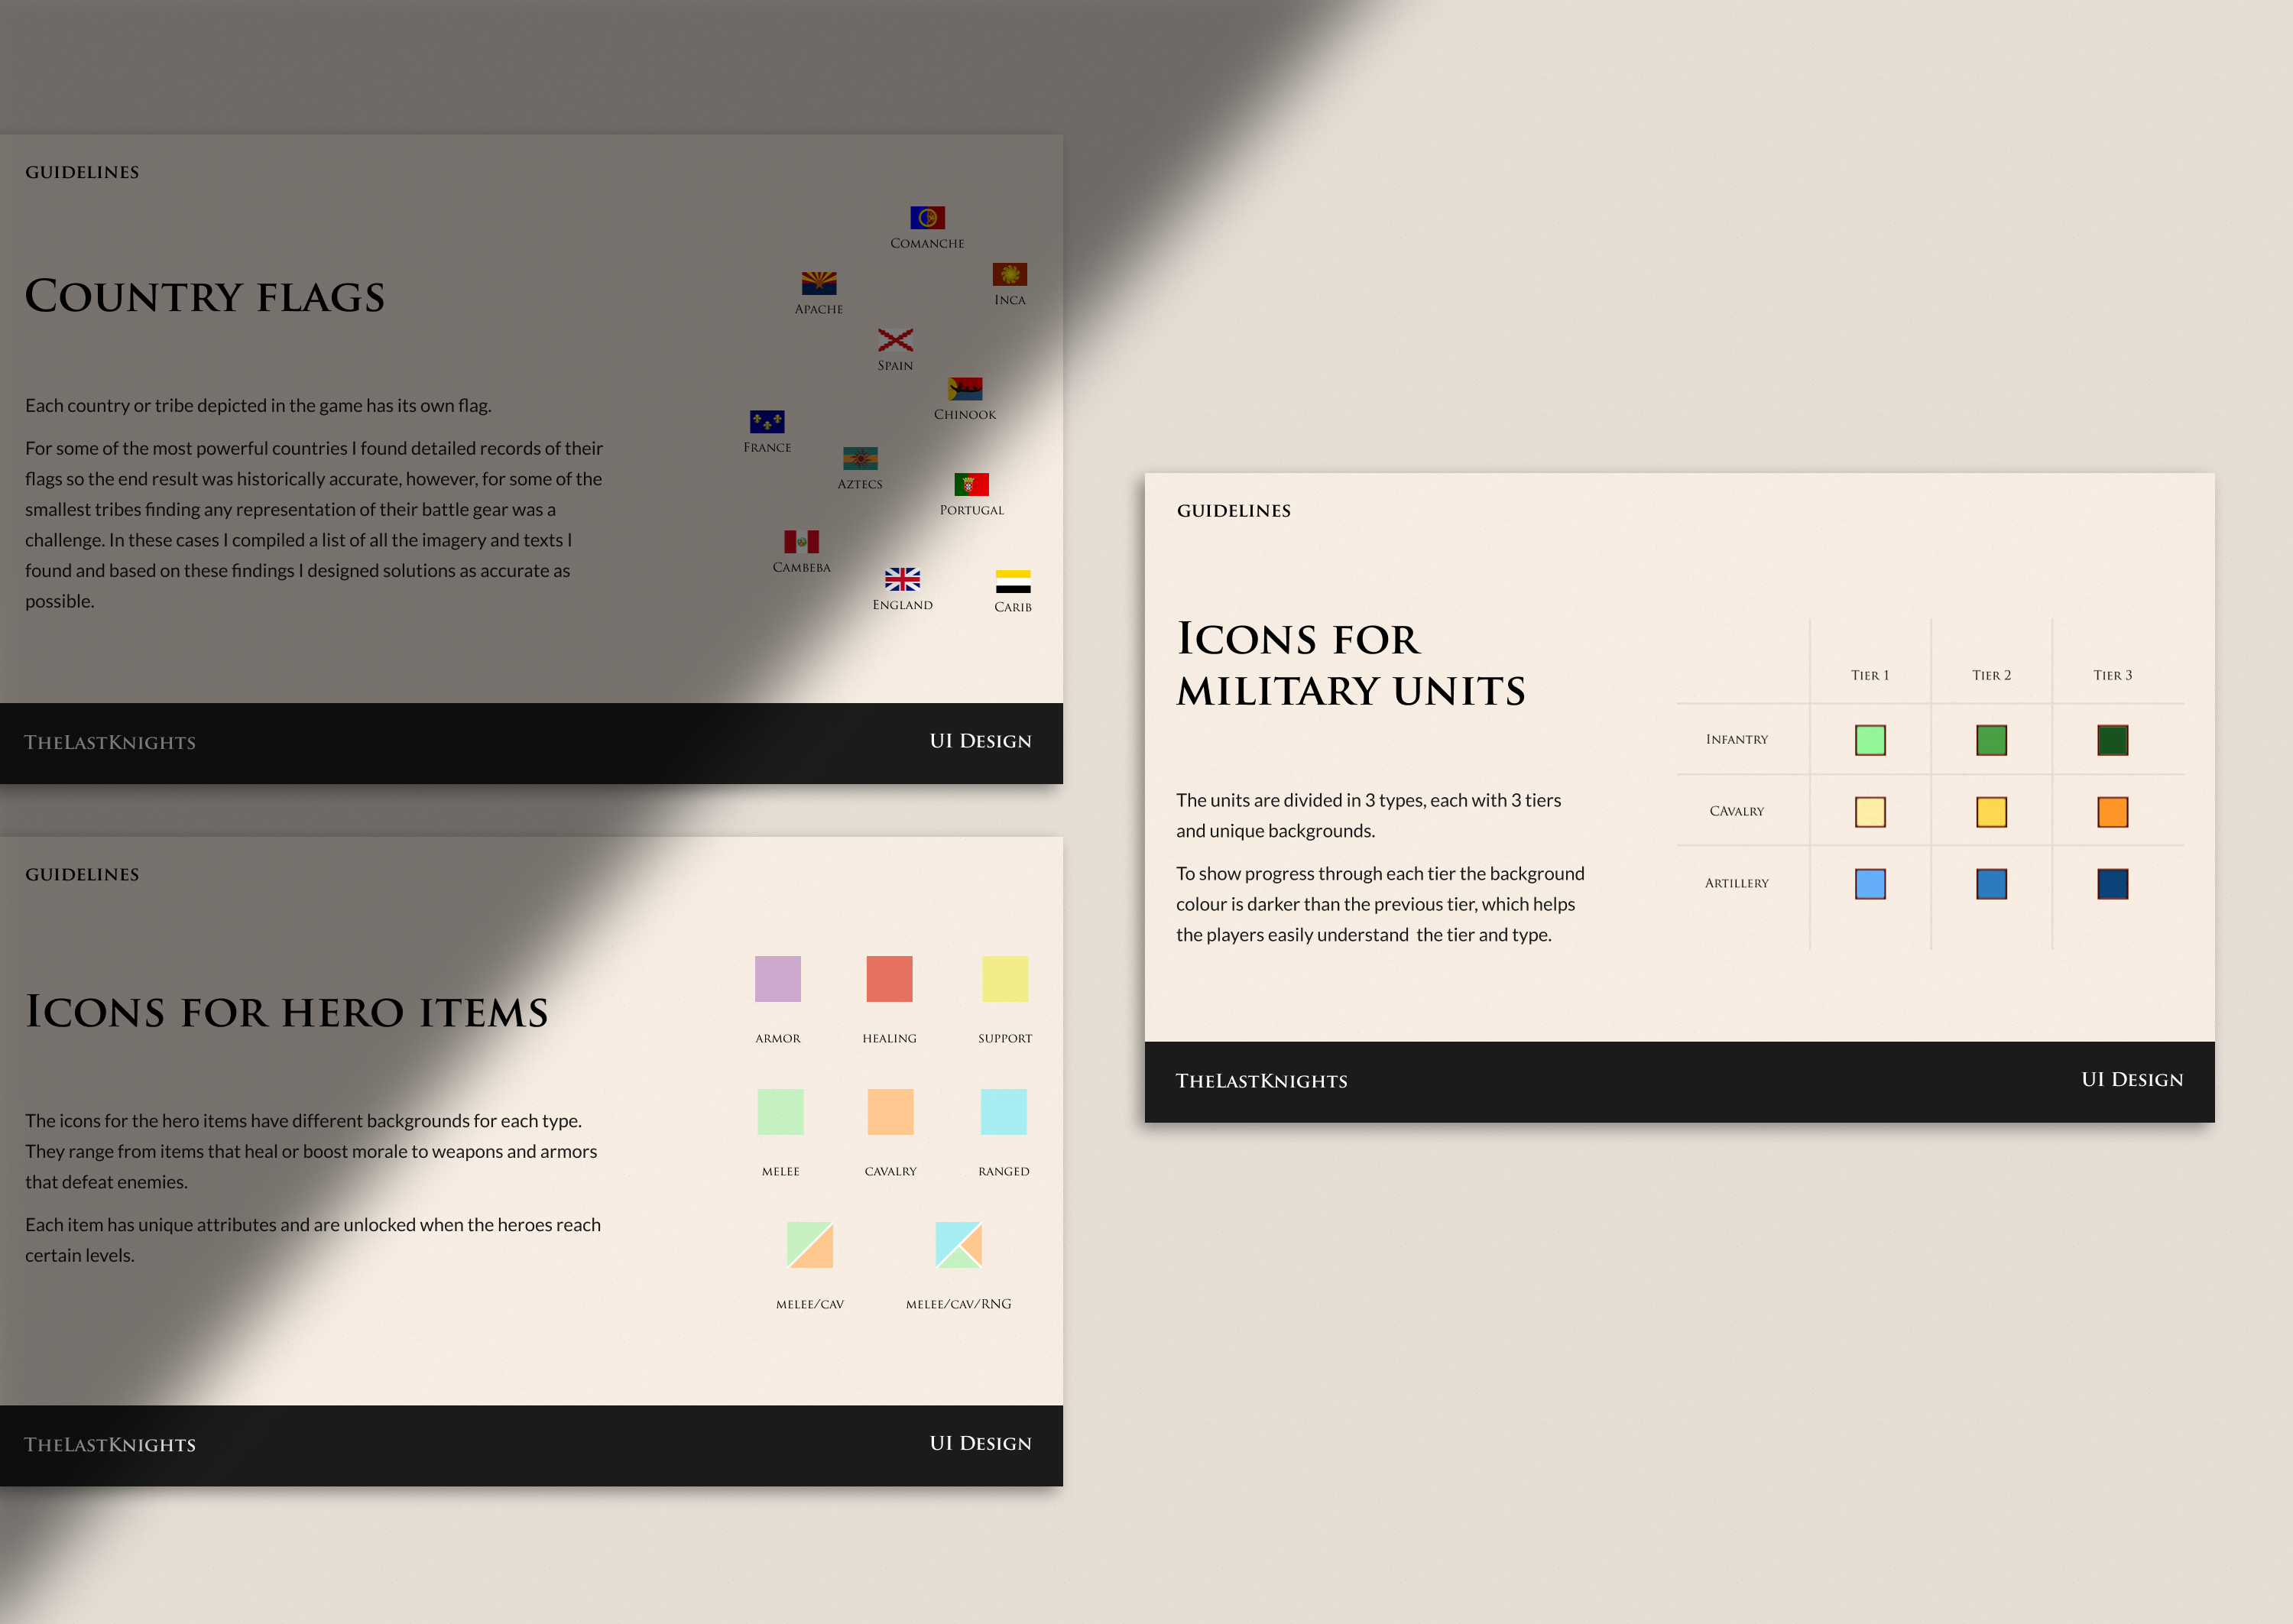 GUIDELINES
Country flags
Each country or tribe depicted in the game has its own flag.
For some of the most powerful countries I found detailed records of their
flags so the end result was historically accurate, however, for some of the
smallest tribes finding any representation of their battle gear was a
challenge. In these cases I compiled a list of all the imagery and texts I
found and based on these findings I designed solutions as accurate as
possible.
Comanche
Apache
Inca
Spain
Chinook
France
Aztecs
Portugal
Cambeba
England
Carib
TheLastKnights
UI Design
GUIDELINES
Icons for hero items
The icons for the hero items have different backgrounds for each type.
They range from items that heal or boost morale to weapons and armors
that defeat enemies.
Each item has unique attributes and are unlocked when the heroes reach
certain levels.
armor
healing
support
melee
cavalry
ranged
melee/cav
melee/cav/RNG
TheLastKnights
UI Design
GUIDELINES
Icons for
military units
The units are divided in 3 types, each with 3 tiers
and unique backgrounds.
To show progress through each tier the background
colour is darker than the previous tier, which helps
the players easily understand  the tier and type.
Tier 1
Tier 2
Tier 3
Infantry
CAvalry
Artillery
TheLastKnights
UI Design